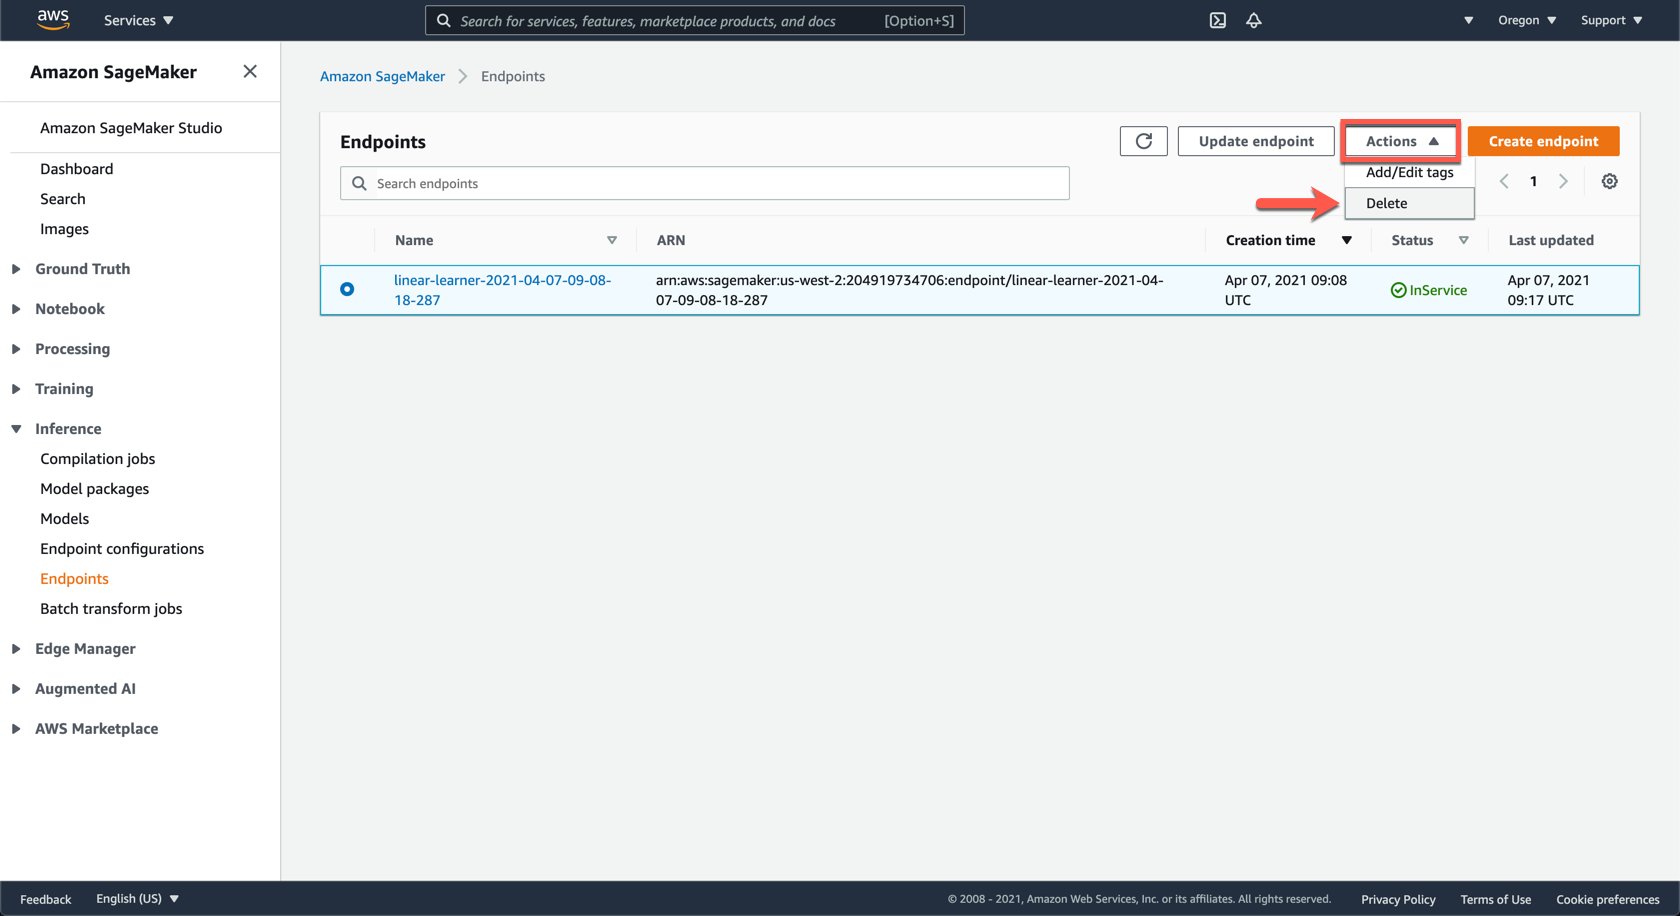 aws
Services
Search for services, features, marketplace products, and docs
[Option+S]
Oregon
Support
Amazon SageMaker
Amazon SageMaker Studio
Dashboard
Search
Images
Ground Truth
Notebook
Processing
Training
Inference
Compilation jobs
Model packages
Models
Endpoint configurations
Endpoints
Batch transform jobs
Edge Manager
Augmented AI
AWS Marketplace
Amazon SageMaker
Endpoints
Endpoints
Update endpoint
Actions
Create endpoint
Search endpoints
Add/Edit tags
Delete
1
Name
ARN
Creation time
Status
Last updated
linear-learner-2021-04-07-09-08-
18-287
arn:aws:sagemaker:us-west-2:204919734706:endpoint/linear-learner-2021-04-
07-09-08-18-287
Apr 07, 2021 09:08
UTC
InService
Apr 07, 2021
09:17 UTC
Feedback
English (US)
© 2008 - 2021, Amazon Web Services, Inc. or its affiliates. All rights reserved.
Privacy Policy
Terms of Use
Cookie preferences